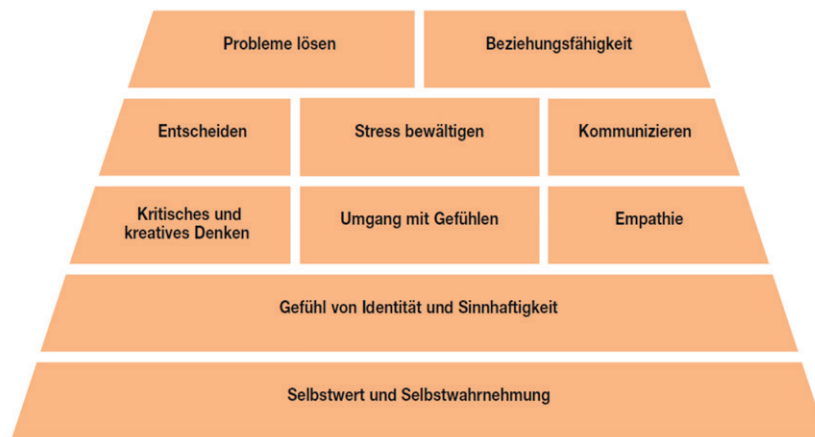 Probleme lösen
Beziehungsfähigkeit
Entscheiden
Stress bewältigen
Kommunizieren
Kritisches und
kreatives Denken
Umgang mit Gefühlen
Empathie
Gefühl von Identität und Sinnhaftigkeit
Selbstwert und Selbstwahrnehmung